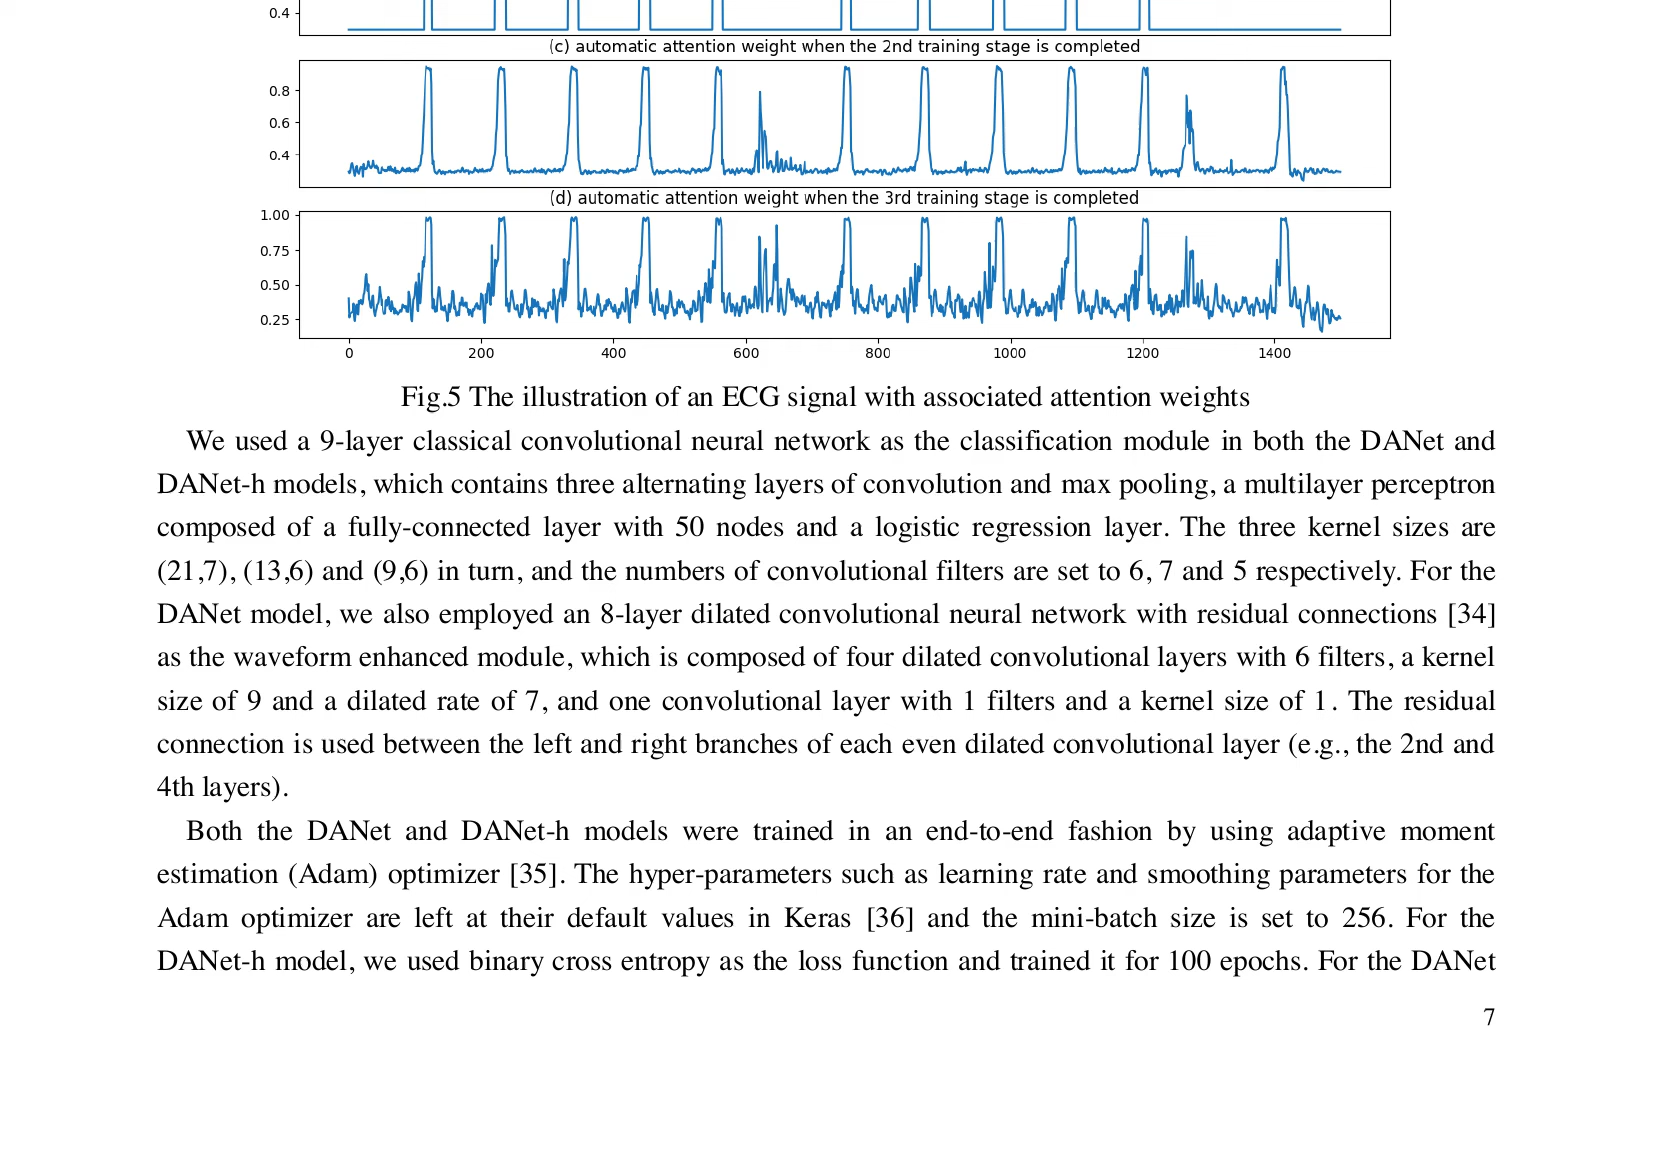 0.4
(c) automatic attention weight when the 2nd training stage is completed
0.8
0.6
0.4
(d) automatic attention weight when the 3rd training stage is completed
1.00
0.75
0.50
0.25
0 200 400 600 800 1000 1200 1400
Fig.5 The illustration of an ECG signal with associated attention weights
We used a 9-layer classical convolutional neural network as the classification module in both the DANet and
DANet-h models, which contains three alternating layers of convolution and max pooling, a multilayer perceptron
composed of a fully-connected layer with 50 nodes and a logistic regression layer. The three kernel sizes are
(21,7), (13,6) and (9,6) in turn, and the numbers of convolutional filters are set to 6, 7 and 5 respectively. For the
DANet model, we also employed an 8-layer dilated convolutional neural network with residual connections [34]
as the waveform enhanced module, which is composed of four dilated convolutional layers with 6 filters, a kernel
size of 9 and a dilated rate of 7, and one convolutional layer with 1 filters and a kernel size of 1. The residual
connection is used between the left and right branches of each even dilated convolutional layer (e.g., the 2nd and
4th layers).
Both the DANet and DANet-h models were trained in an end-to-end fashion by using adaptive moment
estimation (Adam) optimizer [35]. The hyper-parameters such as learning rate and smoothing parameters for the
Adam optimizer are left at their default values in Keras [36] and the mini-batch size is set to 256. For the
DANet-h model, we used binary cross entropy as the loss function and trained it for 100 epochs. For the DANet
7